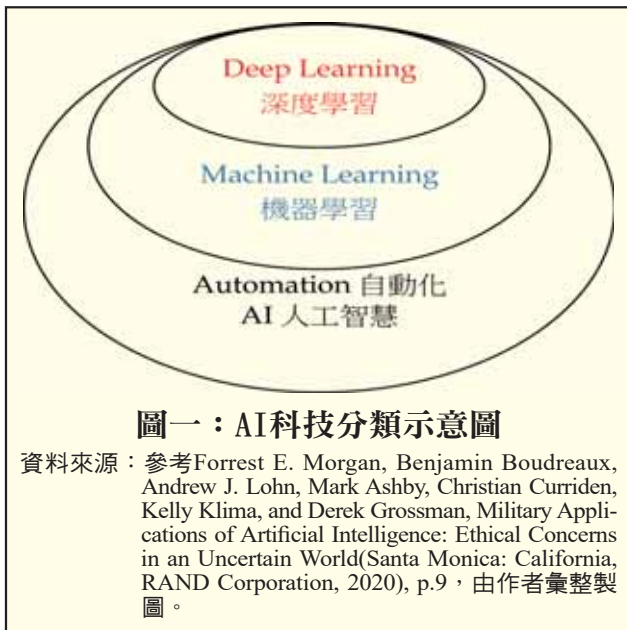 Deep Learning
深度學習
Machine Learning
機器學習
Automation 自動化
AI 人工智慧
圖一：AI科技分類示意圖
資料來源：參考Forrest E. Morgan, Benjamin Boudreaux,
Andrew J. Lohn, Mark Ashby, Christian Curriden,
Kelly Klima, and Derek Grossman, Military Appli-
cations of Artificial Intelligence: Ethical Concerns
in an Uncertain World(Santa Monica: California,
RAND Corporation, 2020), p.9，由作者彙整製
圖。